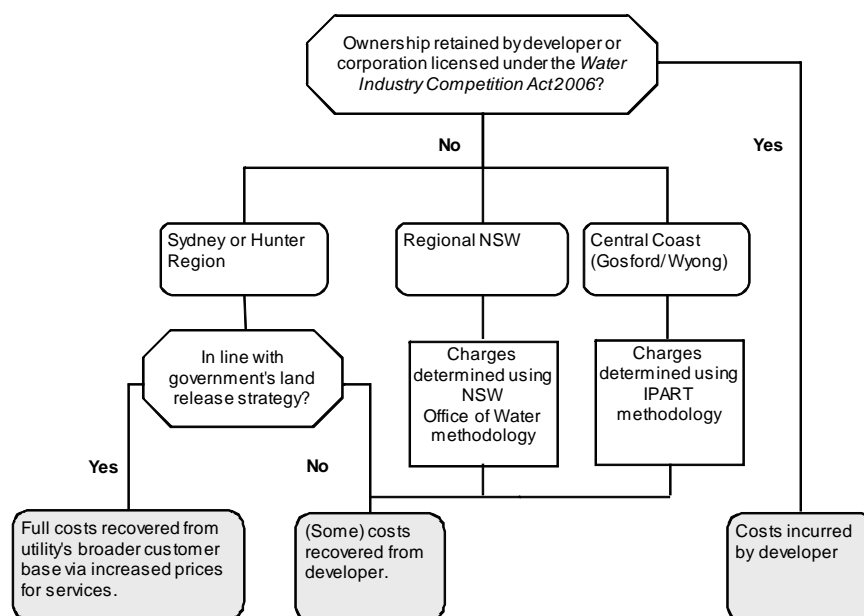 Ownership retained by developer or
corporation licensed under the Water
Industry Competition Act 2006?
No
Yes
Sydney or Hunter
Region
Regional NSW
Central Coast
(Gosford/Wyong)
In line with
government's land
release strategy?
Charges
determined using
NSW
Office of Water
methodology
Charges
determined using
IPART
methodology
Yes
No
Full costs recovered from
utility's broader customer
base via increased prices
for services.
(Some) costs
recovered from
developer.
Costs incurred
by developer